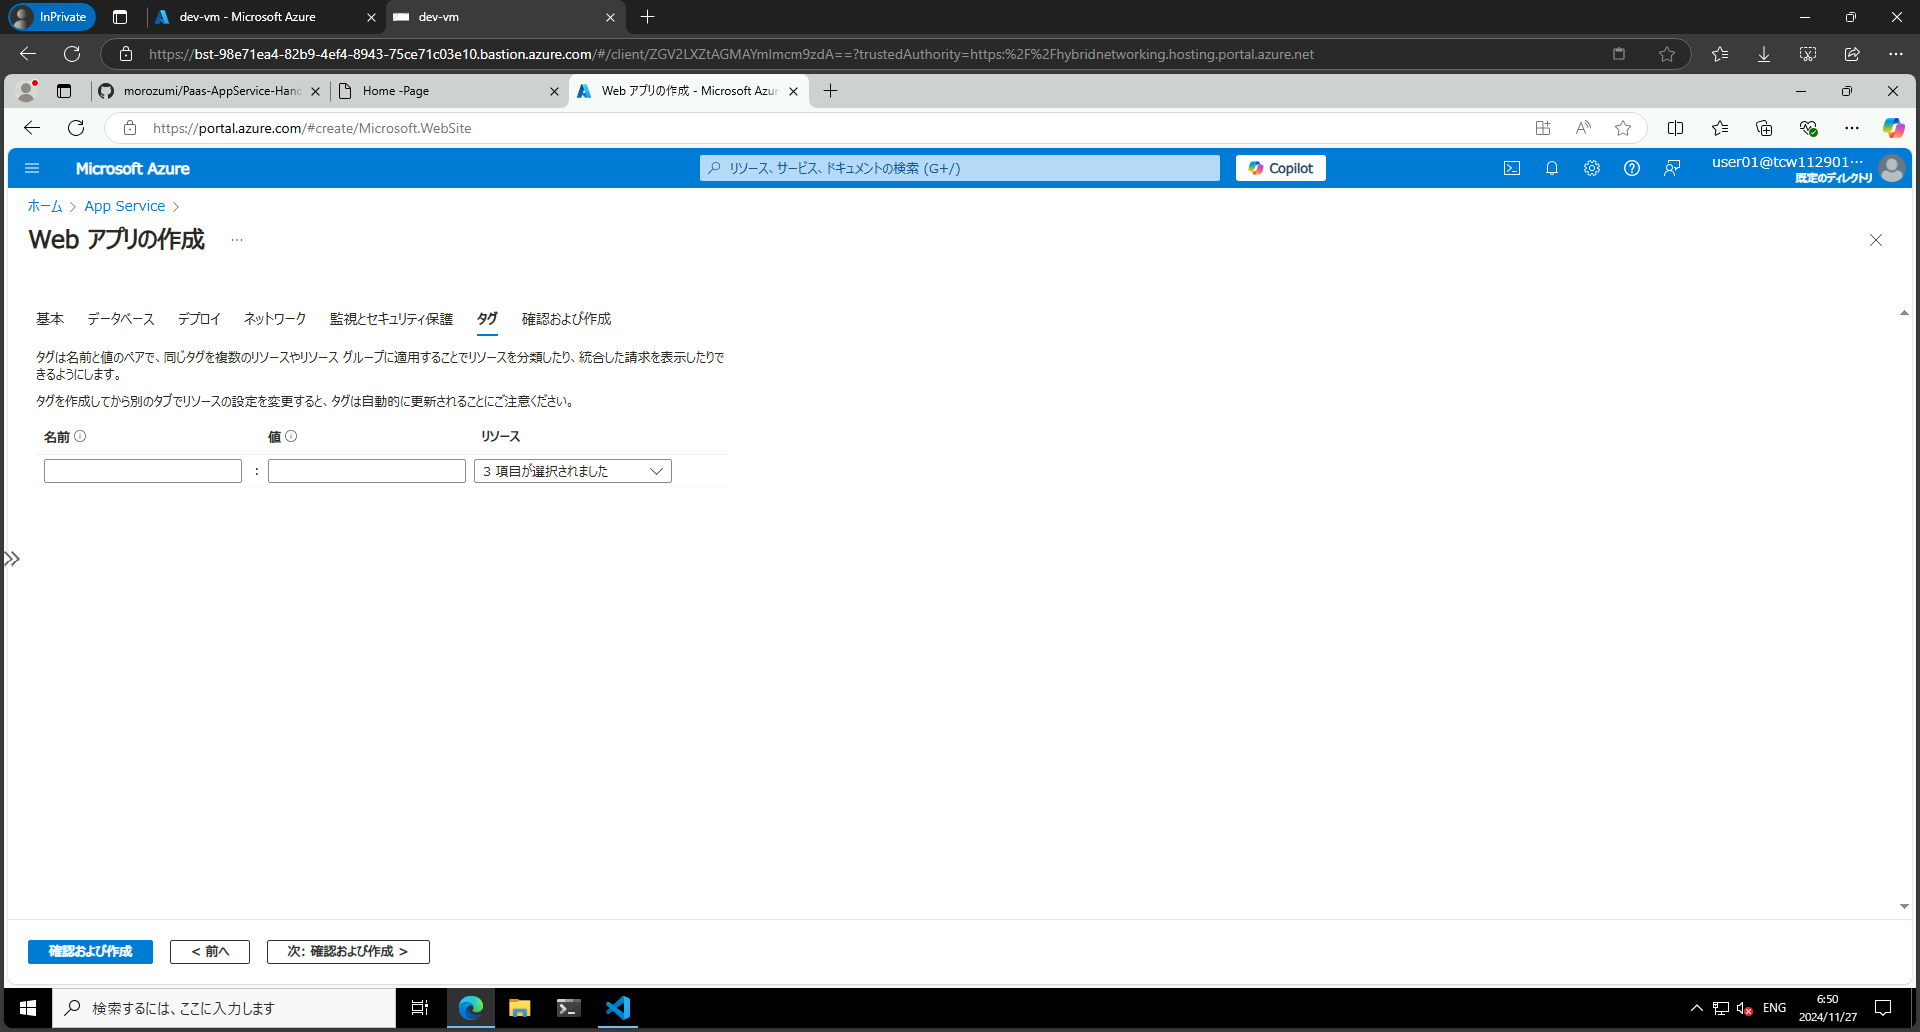 InPrivate
dev-vm - Microsoft Azure
dev-vm
https://bst-98e71ea4-82b9-4ef4-8943-75ce71c03e10.bastion.azure.com/#/client/ZGV2LXZtAGMAYmlmcm9zdA==?trustedAuthority=https:%2F%2Fhybridnetworking.hosting.portal.azure.net
morozumi/Paas-AppService-Hand
Home -Page
Web アプリの作成 - Microsoft Azur
https://portal.azure.com/#create/Microsoft.WebSite
Microsoft Azure
リソース、サービス、ドキュメントの検索 (G+/)
Copilot
user01@tcw112901…
既定のディレクトリ
ホーム > App Service >
Web アプリの作成 …
基本 データベース デプロイ ネットワーク 監視とセキュリティ保護 タグ 確認および作成
タグは名前と値のペアで、同じタグを複数のリソースやリソース グループに適用することでリソースを分類したり、統合した請求を表示したりで
きるようにします。
タグを作成してから別のタブでリソースの設定を変更すると、タグは自動的に更新されることにご注意ください。
名前 値 リソース
: 3 項目が選択されました
確認および作成 < 前へ 次: 確認および作成 >
検索するには、ここに入力します
ENG
6:50
2024/11/27